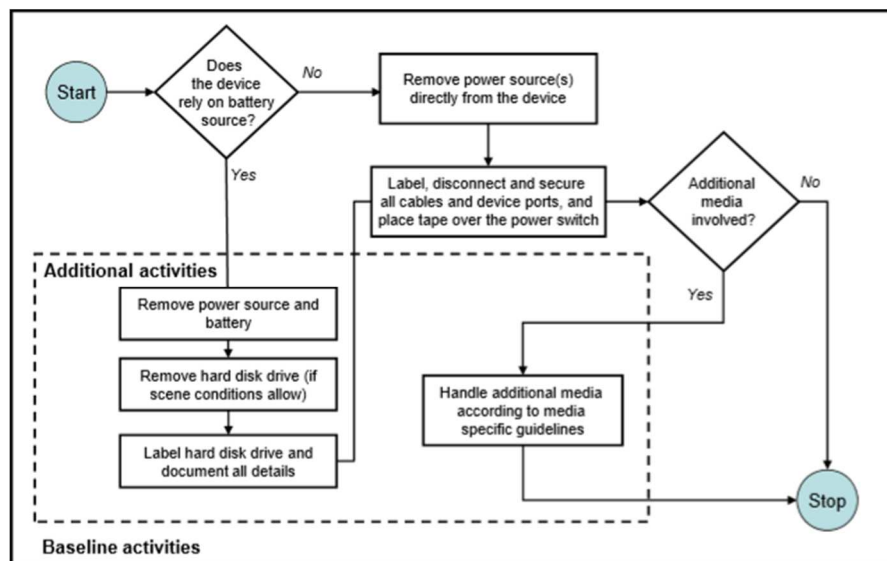 Start
Does
the device
rely on battery
source?
No
Remove power source(s)
directly from the device
Yes
Label, disconnect and secure
all cables and device ports, and
place tape over the power switch
Additional
media
involved?
No
Yes
Additional activities
Remove power source and
battery
Remove hard disk drive (if
scene conditions allow)
Label hard disk drive and
document all details
Handle additional media
according to media
specific guidelines
Stop
Baseline activities